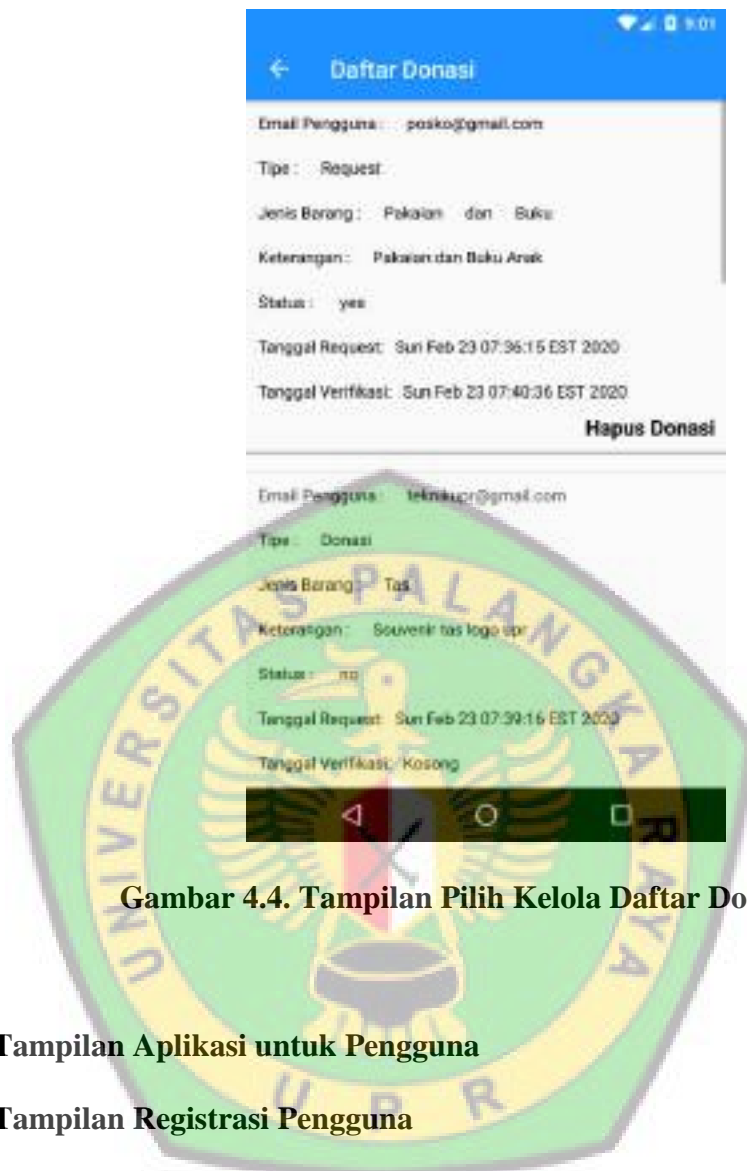 9:01
Daftar Donasi
Email Pengguna : posko@gmail.com
Tipe : Request
Jenis Barang : Pakaian dan Buku
Keterangan : Pakaian dan Buku Anak
Status : yes
Tanggal Request: Sun Feb 23 07:36:15 EST 2020
Tanggal Verifikasi: Sun Feb 23 07:40:36 EST 2020
Hapus Donasi
Email Pengguna : teknikupr@gmail.com
Tipe : Donasi
Jenis Barang : Tas
Keterangan : Souvenir tas logo upr
Status : no
Tanggal Request: Sun Feb 23 07:39:16 EST 2020
Tanggal Verifikasi: Kosong
UNIVERSITAS PALANGKA RAYA
Gambar 4.4. Tampilan Pilih Kelola Daftar Do
Tampilan Aplikasi untuk Pengguna
Tampilan Registrasi Pengguna
UPR